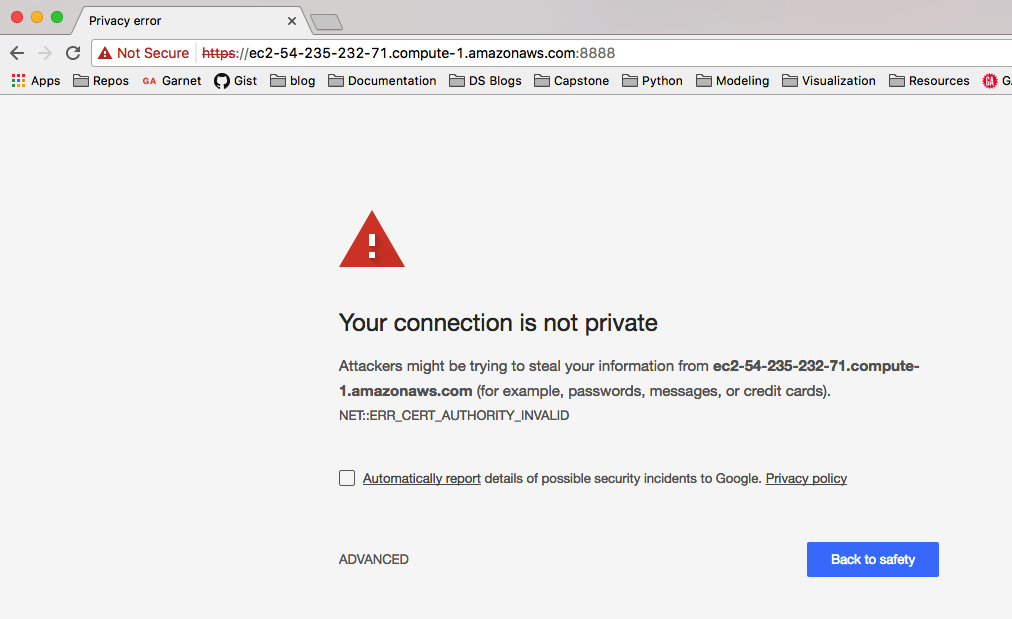 Privacy error
Not Secure https://ec2-54-235-232-71.compute-1.amazonaws.com:8888
Apps Repos GA Garnet Gist blog Documentation DS Blogs Capstone Python Modeling Visualization Resources GA G
Your connection is not private
Attackers might be trying to steal your information from ec2-54-235-232-71.compute-
1.amazonaws.com (for example, passwords, messages, or credit cards).
NET::ERR_CERT_AUTHORITY_INVALID
Automatically report details of possible security incidents to Google. Privacy policy
ADVANCED Back to safety